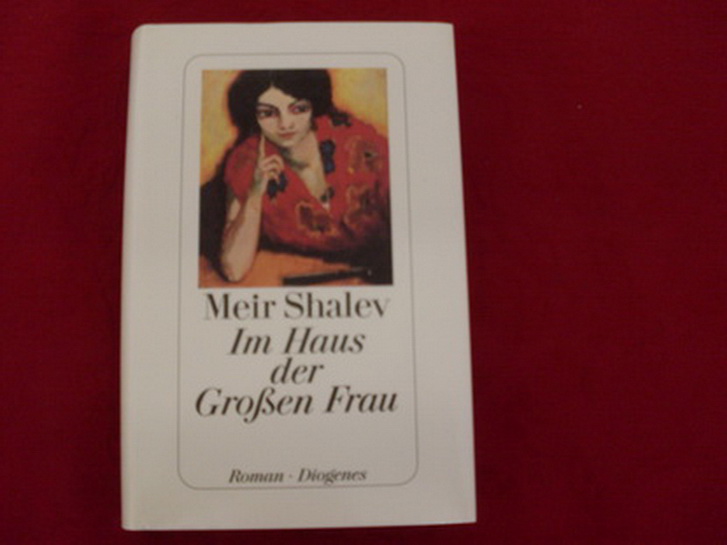 Meir Shalev
Im Haus
der
Großen Frau
Roman · Diogenes